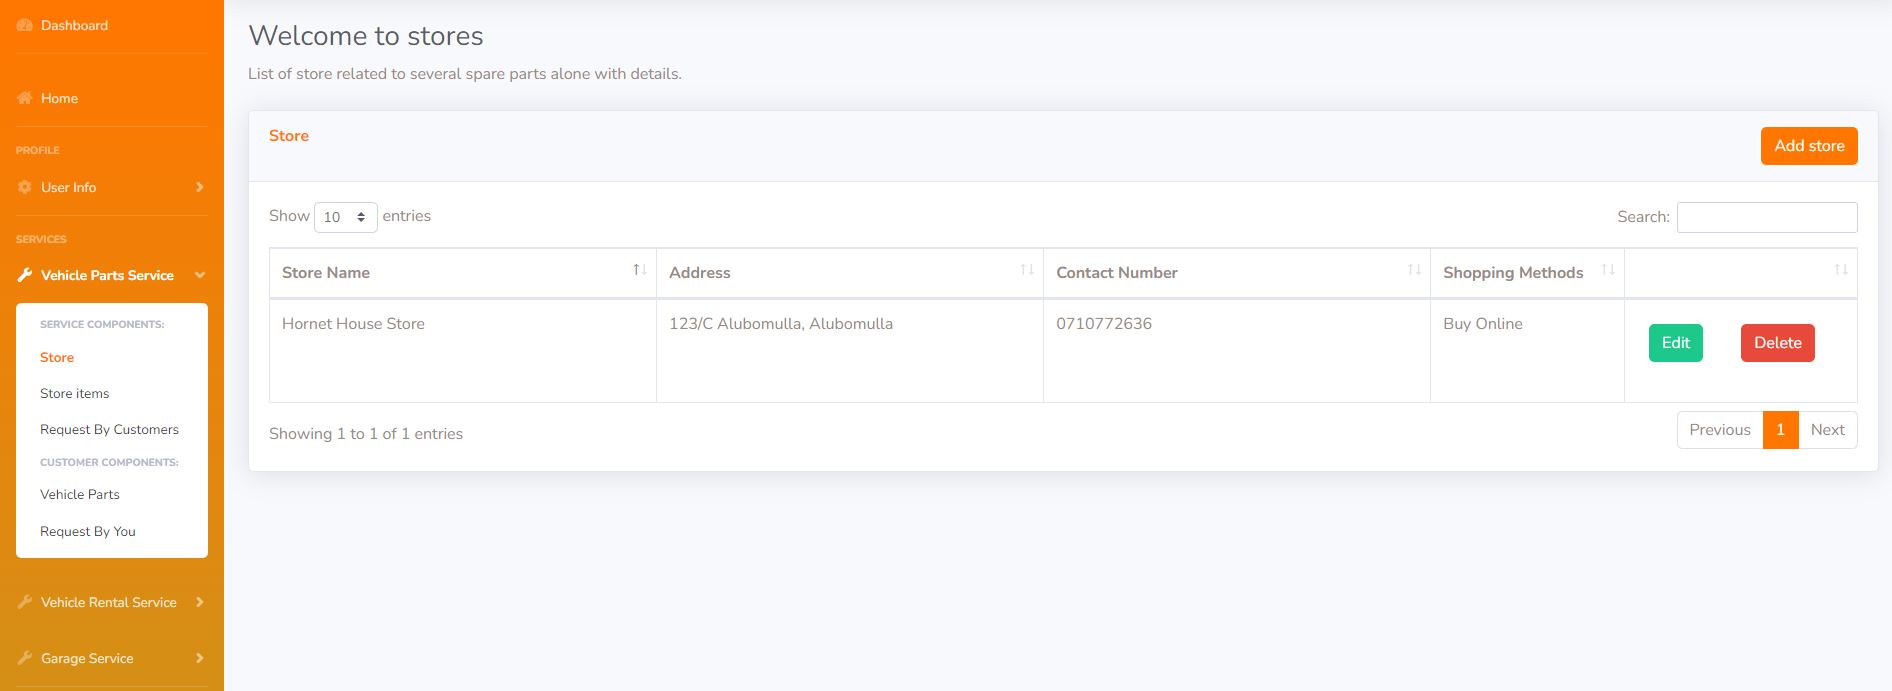 Dashboard
Home
PROFILE
User Info
SERVICES
Vehicle Parts Service
SERVICE COMPONENTS:
Store
Store items
Request By Customers
CUSTOMER COMPONENTS:
Vehicle Parts
Request By You
Vehicle Rental Service
Garage Service
Welcome to stores
List of store related to several spare parts alone with details.
Store
Add store
Show 10 entries
Search:
Store Name Address Contact Number Shopping Methods
Hornet House Store 123/C Alubomulla, Alubomulla 0710772636 Buy Online Edit Delete
Showing 1 to 1 of 1 entries
Previous 1 Next